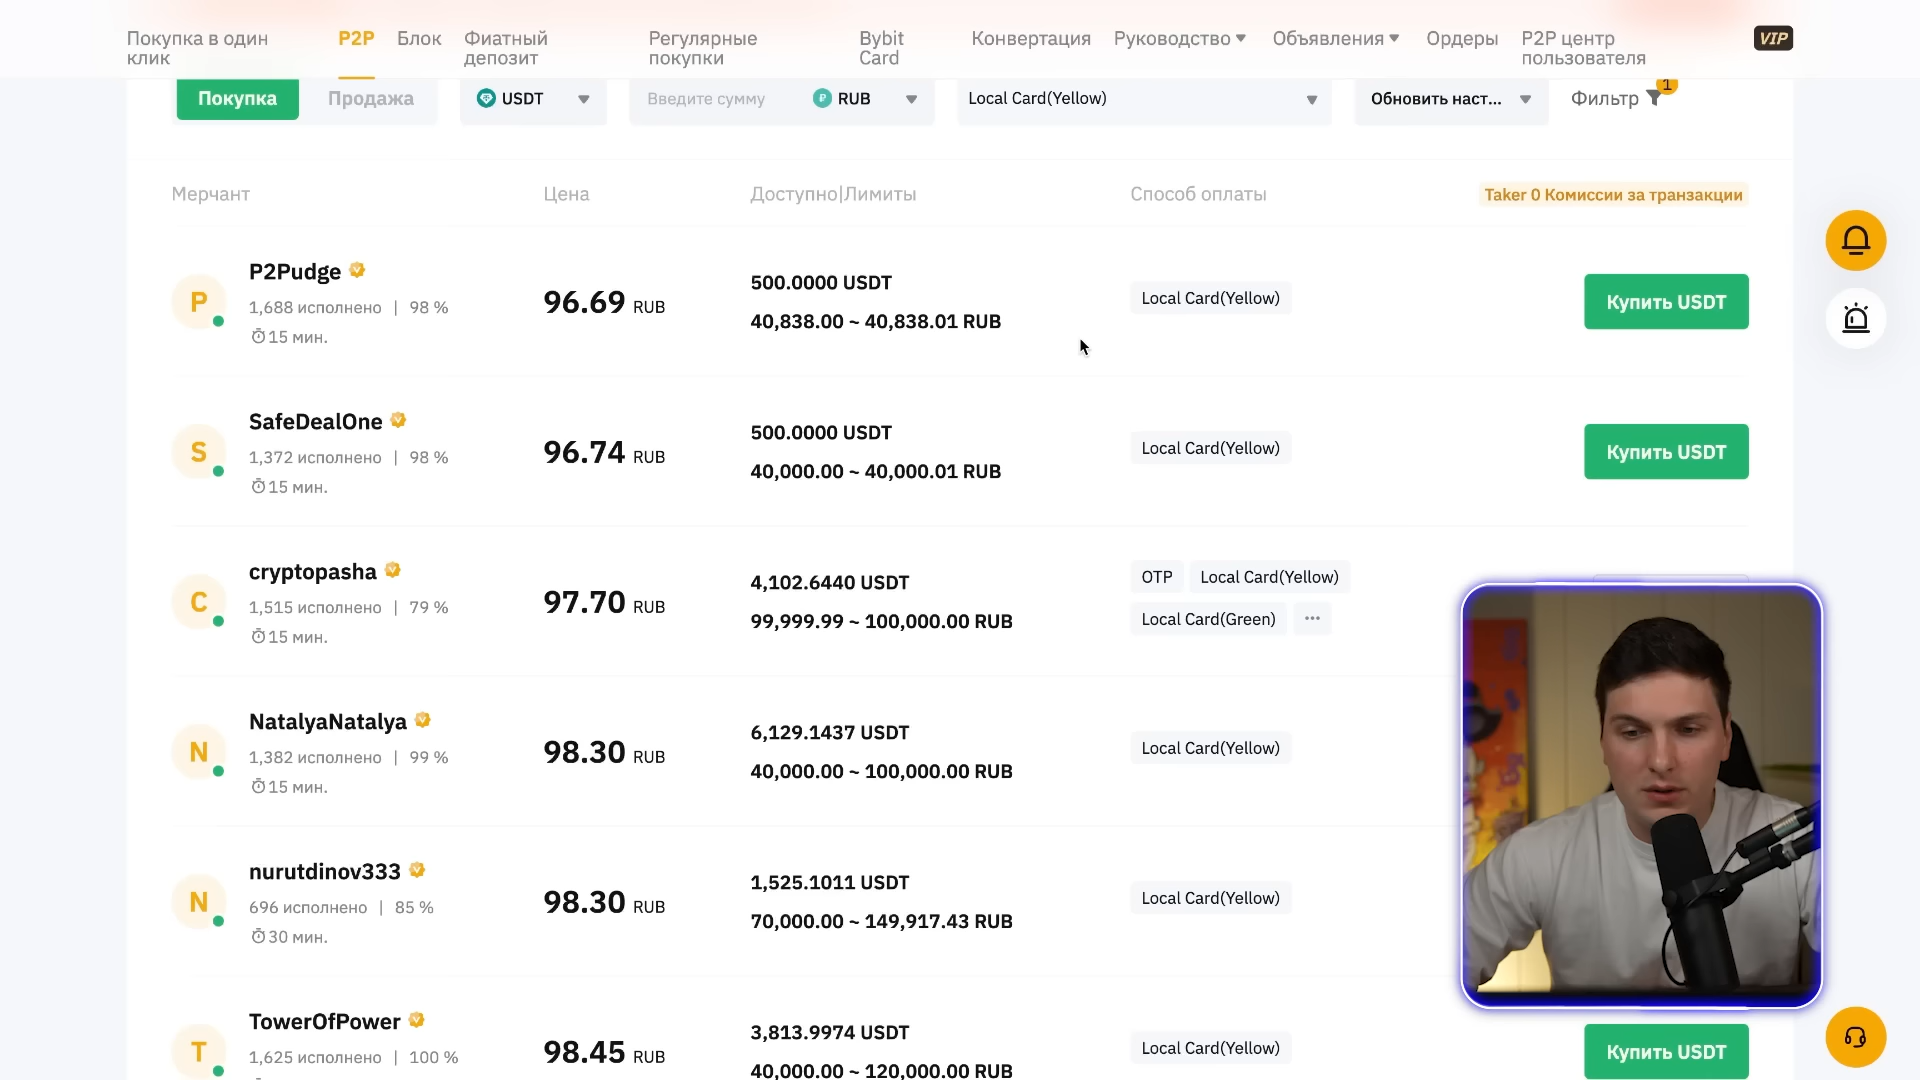 Покупка в один клик
P2P
Блок
Фиатный депозит
Регулярные покупки
Bybit Card
Конвертация
Руководство
Объявления
Ордеры
P2P центр пользователя
VIP
Покупка
Продажа
USDT
Введите сумму
RUB
Local Card(Yellow)
Обновить наст...
Фильтр
1
Мерчант
Цена
Доступно|Лимиты
Способ оплаты
Taker 0 Комиссии за транзакции
P
P2Pudge
1,688 исполнено | 98 %
15 мин.
96.69 RUB
500.0000 USDT
40,838.00 ~ 40,838.01 RUB
Local Card(Yellow)
Купить USDT
S
SafeDealOne
1,372 исполнено | 98 %
15 мин.
96.74 RUB
500.0000 USDT
40,000.00 ~ 40,000.01 RUB
Local Card(Yellow)
Купить USDT
C
cryptopasha
1,515 исполнено | 79 %
15 мин.
97.70 RUB
4,102.6440 USDT
99,999.99 ~ 100,000.00 RUB
OTP
Local Card(Yellow)
Local Card(Green)
...
N
NatalyaNatalya
1,382 исполнено | 99 %
15 мин.
98.30 RUB
6,129.1437 USDT
40,000.00 ~ 100,000.00 RUB
Local Card(Yellow)
N
nurutdinov333
696 исполнено | 85 %
30 мин.
98.30 RUB
1,525.1011 USDT
70,000.00 ~ 149,917.43 RUB
Local Card(Yellow)
T
TowerOfPower
1,625 исполнено | 100 %
98.45 RUB
3,813.9974 USDT
40,000.00 ~ 120,000.00 RUB
Local Card(Yellow)
Купить USDT